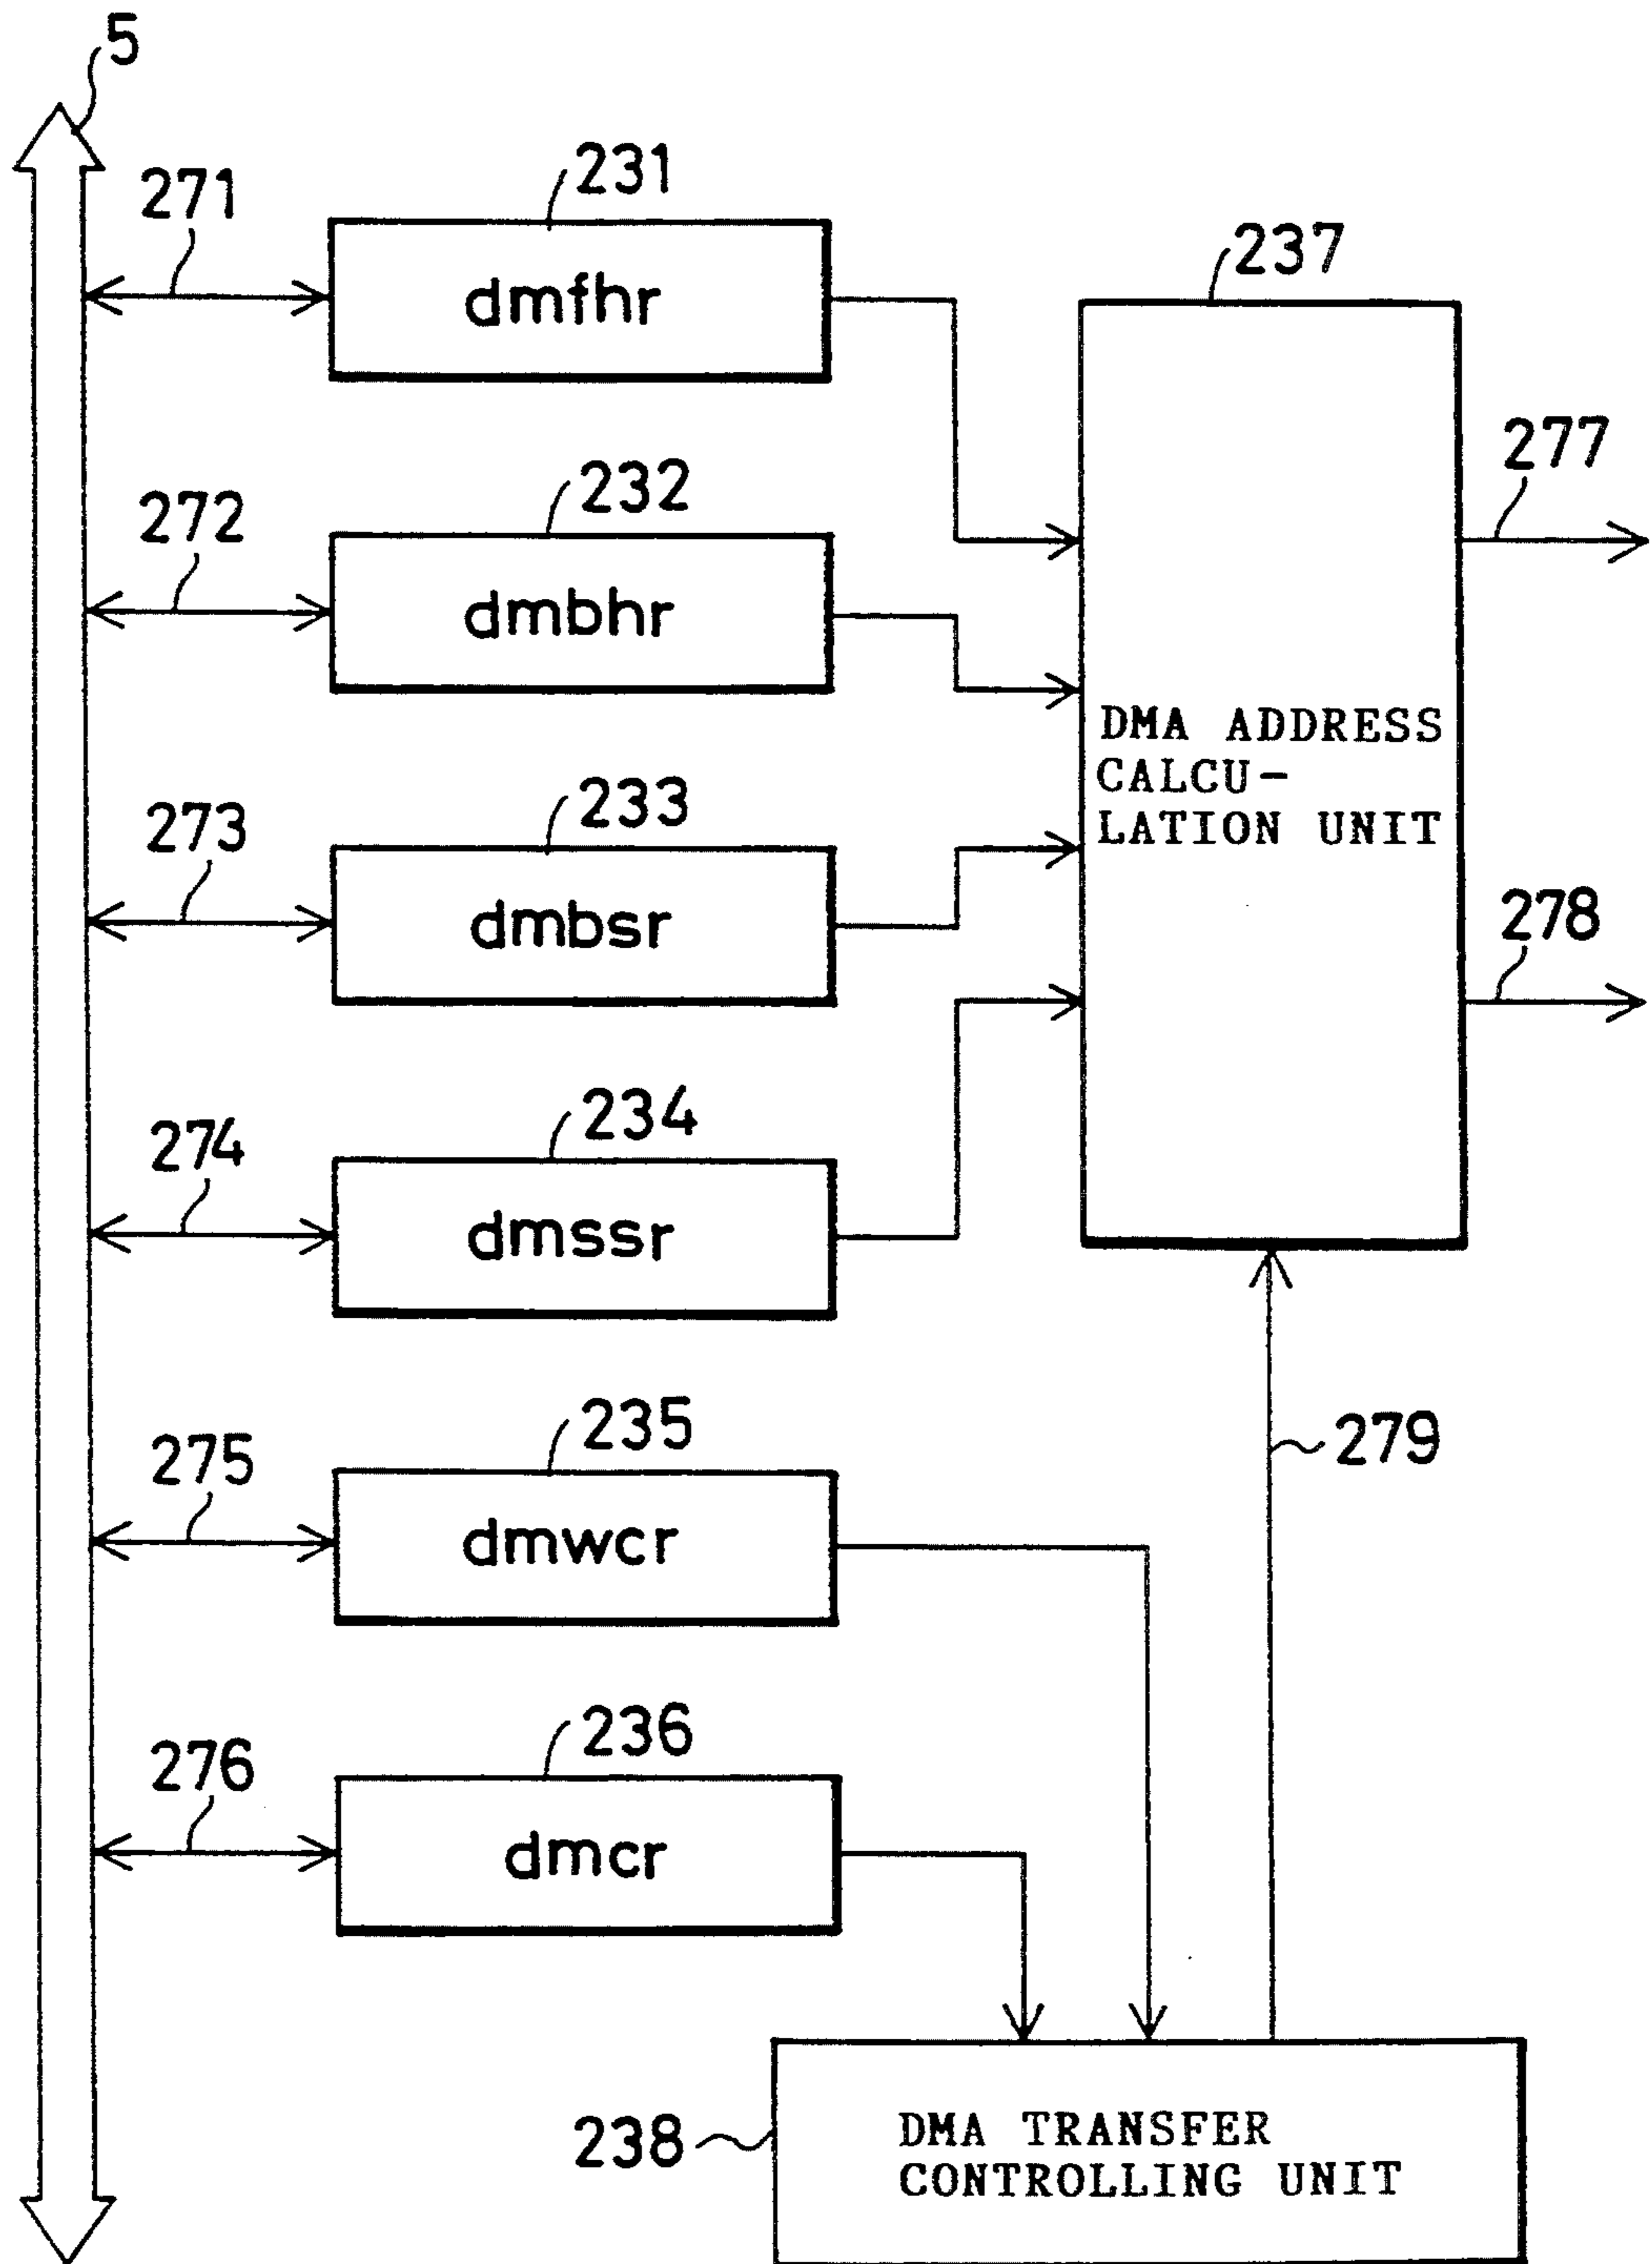 5
271
231
dmfhr
237
272
232
dmbhr
277
DMA ADDRESS
CALCU-
LATION UNIT
273
233
dmbsr
278
274
234
dmssr
275
235
dmwcr
279
276
236
dmcr
238
DMA TRANSFER
CONTROLLING UNIT